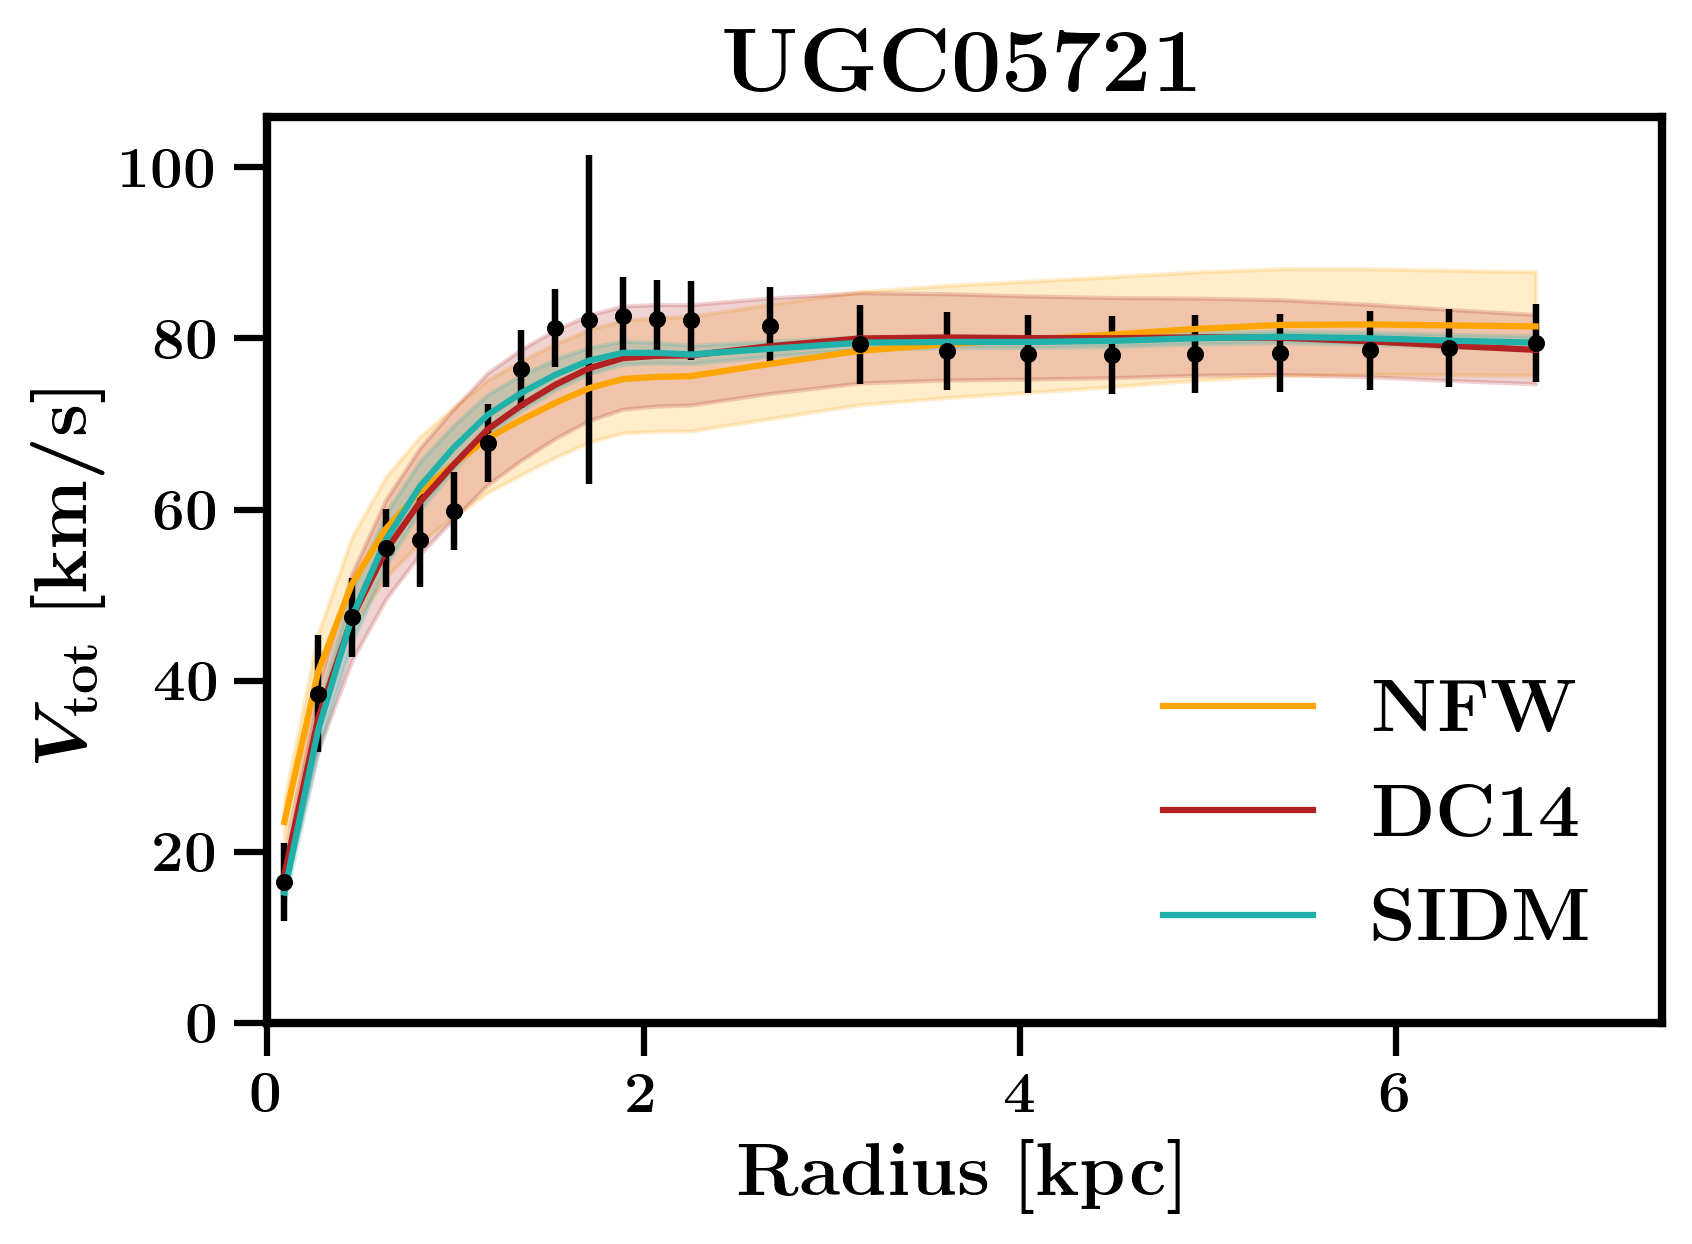 UGC05721
100
80
60
40
20
0
V_tot [km/s]
0 2 4 6
Radius [kpc]
NFW
DC14
SIDM